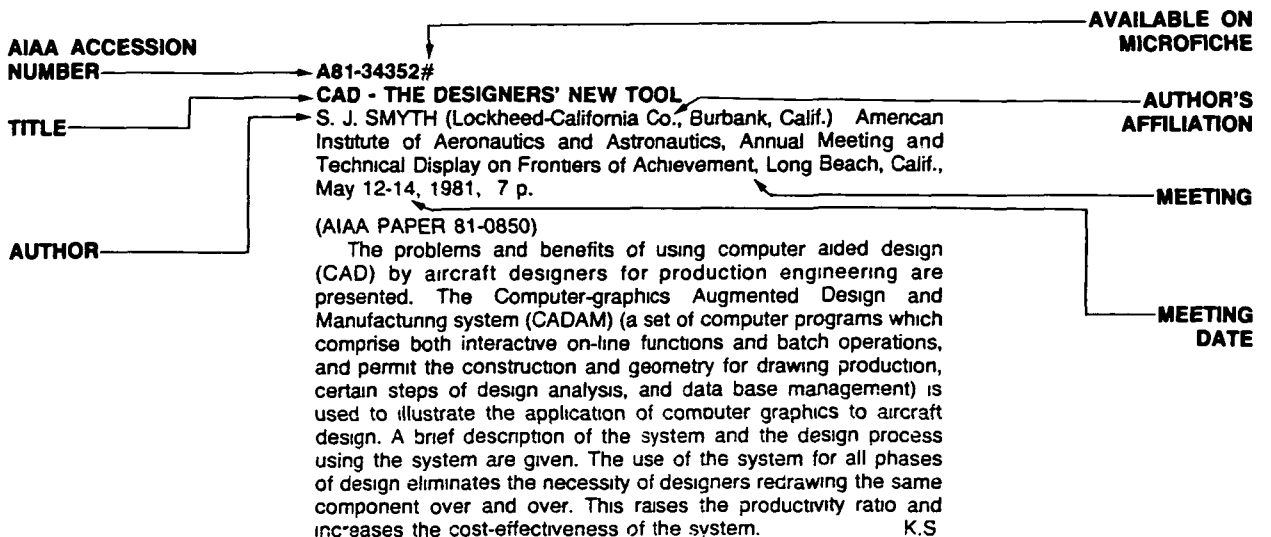 AVAILABLE ON
MICROFICHE
AIAA ACCESSION
NUMBER
A81-34352#
CAD - THE DESIGNERS' NEW TOOL
TITLE
AUTHOR'S
AFFILIATION
S. J. SMYTH (Lockheed-California Co., Burbank, Calif.) American
Institute of Aeronautics and Astronautics, Annual Meeting and
Technical Display on Frontiers of Achievement, Long Beach, Calif.,
May 12-14, 1981, 7 p.
MEETING
(AIAA PAPER 81-0850)
AUTHOR
The problems and benefits of using computer aided design
(CAD) by aircraft designers for production engineering are
presented. The Computer-graphics Augmented Design and
Manufacturing system (CADAM) (a set of computer programs which
comprise both interactive on-line functions and batch operations,
and permit the construction and geometry for drawing production,
certain steps of design analysis, and data base management) is
used to illustrate the application of computer graphics to aircraft
design. A brief description of the system and the design process
using the system are given. The use of the system for all phases
of design eliminates the necessity of designers redrawing the same
component over and over. This raises the productivity ratio and
increases the cost-effectiveness of the system. K.S
MEETING
DATE